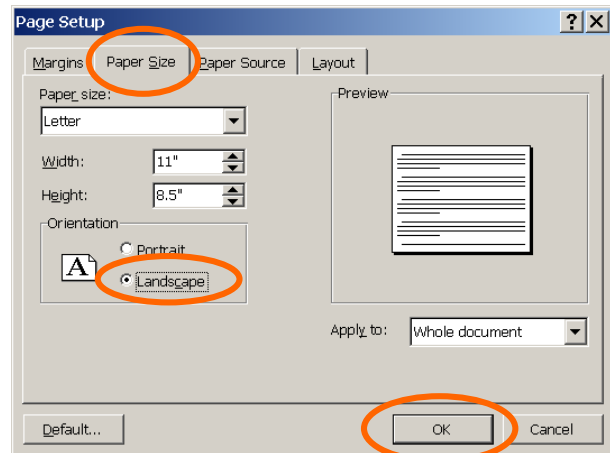 Page Setup
? X
Margins Paper Size Paper Source Layout
Paper size:
Letter
Width: 11"
Height: 8.5"
Orientation
A
Portrait
Landscape
Preview
Apply to: Whole document
Default... OK Cancel